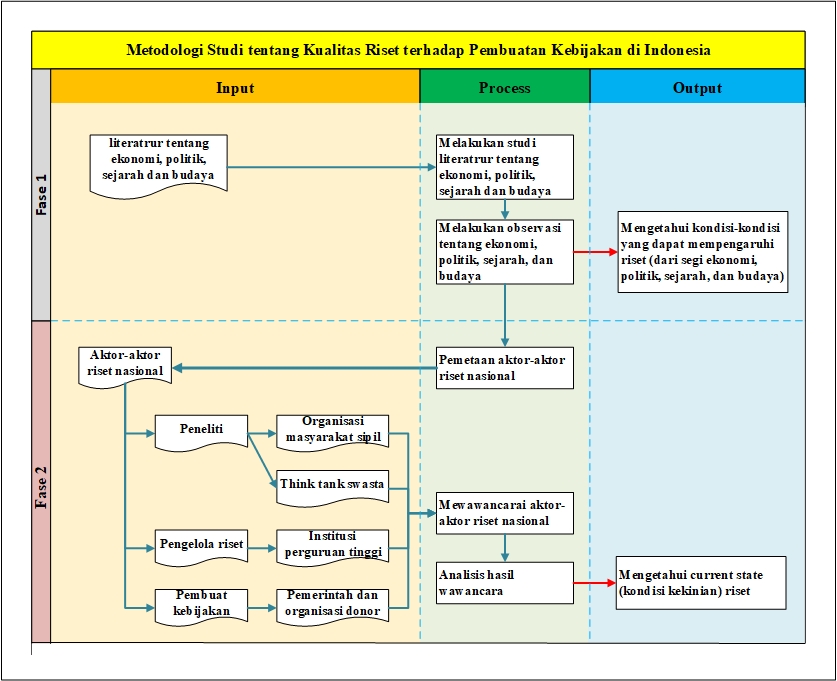 Metodologi Studi tentang Kualitas Riset terhadap Pembuatan Kebijakan di Indonesia
Input
Process
Output
Fase 1
literatrur tentang
ekonomi, politik,
sejarah dan budaya
Melakukan studi
literatrur tentang
ekonomi, politik,
sejarah dan budaya
Melakukan observasi
tentang ekonomi,
politik, sejarah, dan
budaya
Mengetahui kondisi-kondisi
yang dapat mempengaruhi
riset (dari segi ekonomi,
politik, sejarah, dan budaya)
Fase 2
Aktor-aktor
riset nasional
Pemetaan aktor-aktor
riset nasional
Peneliti
Organisasi
masyarakat sipil
Think tank swasta
Pengelola riset
Institusi
perguruan tinggi
Pembuat
kebijakan
Pemerintah dan
organisasi donor
Mewawancarai aktor-
aktor riset nasional
Analisis hasil
wawancara
Mengetahui current state
(kondisi kekinian) riset